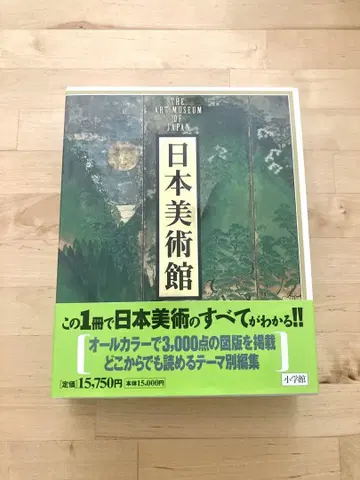 THE
ART MUSEUM
OF
JAPAN
日本美術館
この1冊で日本美術のすべてがわかる!!
オールカラーで3,000点の図版を掲載
どこからでも読めるテーマ別編集
[定価]15,750円 本体15,000円
小学館